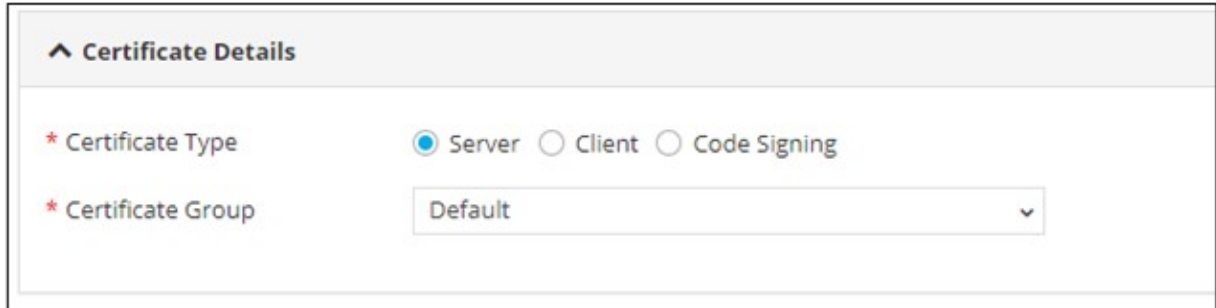 Certificate Details
* Certificate Type Server Client Code Signing
* Certificate Group Default